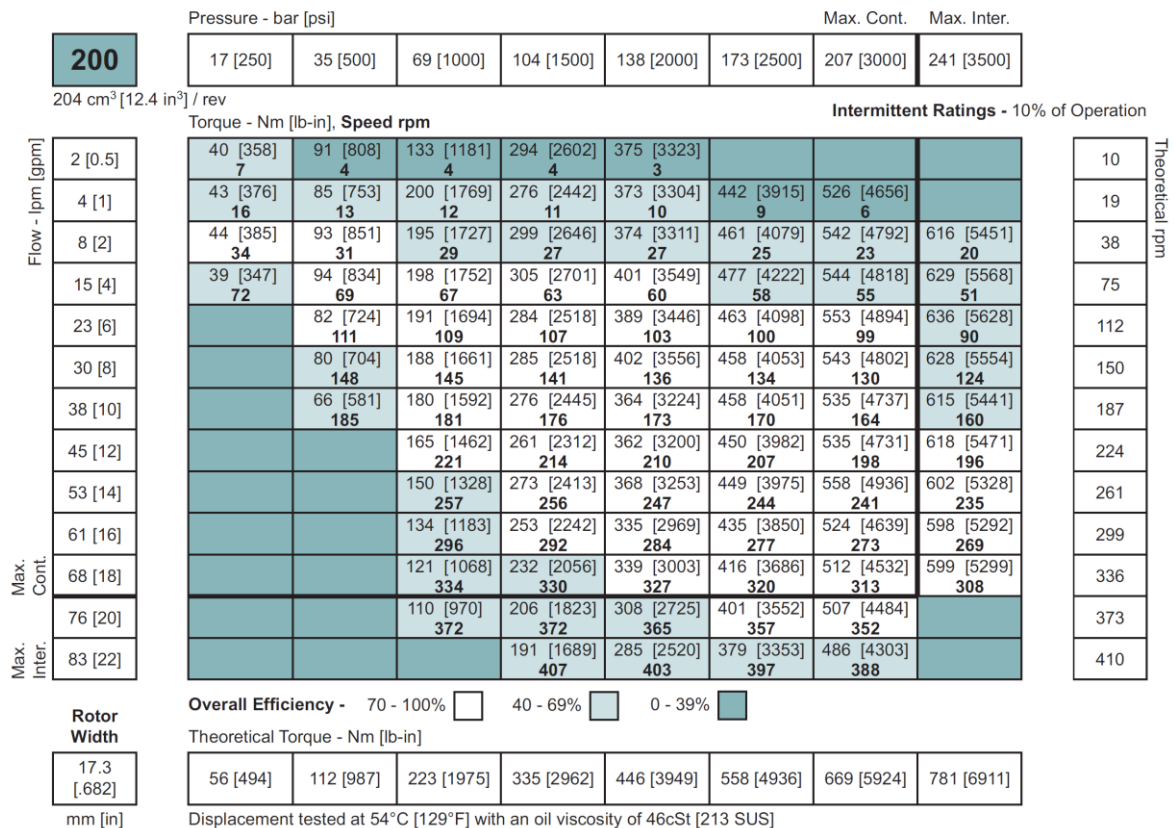 Pressure - bar [psi] Max. Cont. Max. Inter.
200 17 [250] 35 [500] 69 [1000] 104 [1500] 138 [2000] 173 [2500] 207 [3000] 241 [3500]
204 cm³ [12.4 in³] / rev
Intermittent Ratings - 10% of Operation
Torque - Nm [lb-in], Speed rpm
Flow - lpm [gpm]
Theoretical rpm
2 [0.5] 40 [358] 91 [808] 133 [1181] 294 [2602] 375 [3323] 10
7 4 4 4 3
4 [1] 43 [376] 85 [753] 200 [1769] 276 [2442] 373 [3304] 442 [3915] 526 [4656] 19
16 13 12 11 10 9 6
8 [2] 44 [385] 93 [851] 195 [1727] 299 [2646] 374 [3311] 461 [4079] 542 [4792] 616 [5451] 38
34 31 29 27 27 25 23 20
15 [4] 39 [347] 94 [834] 198 [1752] 305 [2701] 401 [3549] 477 [4222] 544 [4818] 629 [5568] 75
72 69 67 63 60 58 55 51
23 [6] 82 [724] 191 [1694] 284 [2518] 389 [3446] 463 [4098] 553 [4894] 636 [5628] 112
111 109 107 103 100 99 90
30 [8] 80 [704] 188 [1661] 285 [2518] 402 [3556] 458 [4053] 543 [4802] 628 [5554] 150
148 145 141 136 134 130 124
38 [10] 66 [581] 180 [1592] 276 [2445] 364 [3224] 458 [4051] 535 [4737] 615 [5441] 187
185 181 176 173 170 164 160
45 [12] 165 [1462] 261 [2312] 362 [3200] 450 [3982] 535 [4731] 618 [5471] 224
221 214 210 207 198 196
53 [14] 150 [1328] 273 [2413] 368 [3253] 449 [3975] 558 [4936] 602 [5328] 261
257 256 247 244 241 235
61 [16] 134 [1183] 253 [2242] 335 [2969] 435 [3850] 524 [4639] 598 [5292] 299
296 292 284 277 273 269
Max. Cont.
68 [18] 121 [1068] 232 [2056] 339 [3003] 416 [3686] 512 [4532] 599 [5299] 336
334 330 327 320 313 308
76 [20] 110 [970] 206 [1823] 308 [2725] 401 [3552] 507 [4484] 373
372 372 365 357 352
Max. Inter.
83 [22] 191 [1689] 285 [2520] 379 [3353] 486 [4303] 410
407 403 397 388
Overall Efficiency - 70 - 100% 40 - 69% 0 - 39%
Rotor
Width
Theoretical Torque - Nm [lb-in]
17.3
[.682]
56 [494] 112 [987] 223 [1975] 335 [2962] 446 [3949] 558 [4936] 669 [5924] 781 [6911]
mm [in] Displacement tested at 54°C [129°F] with an oil viscosity of 46cSt [213 SUS]